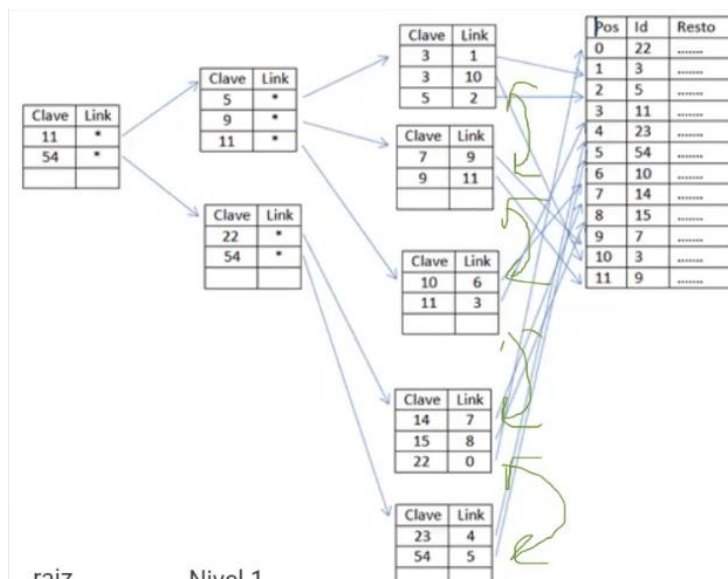 Clave Link
11 *
54 *
Clave Link
5 *
9 *
11 *
Clave Link
22 *
54 *
Clave Link
3 1
3 10
5 2
Clave Link
7 9
9 11
Clave Link
10 6
11 3
Clave Link
14 7
15 8
22 0
Clave Link
23 4
54 5
Pos Id Resto
0 22 ........
1 3 ........
2 5 ........
3 11 ........
4 23 ........
5 54 ........
6 10 ........
7 14 ........
8 15 ........
9 7 ........
10 3 ........
11 9 ........
raiz Nivel 1